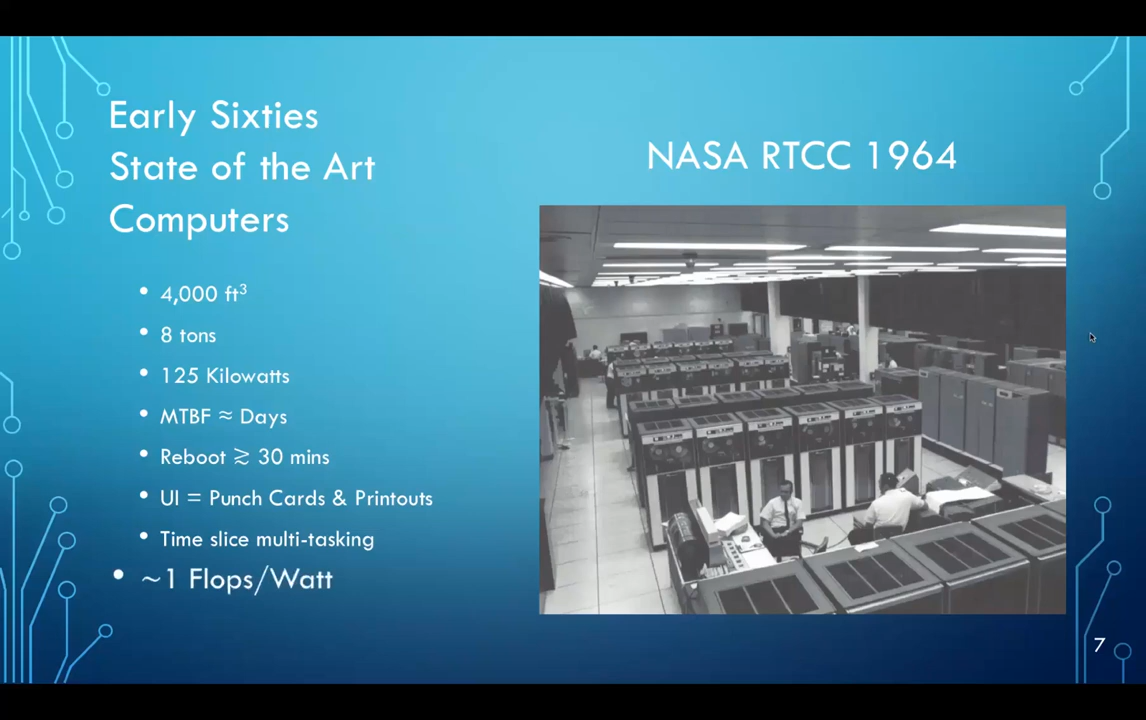 Early Sixties
State of the Art
Computers
4,000 ft³
8 tons
125 Kilowatts
MTBF ≈ Days
Reboot ≳ 30 mins
UI = Punch Cards & Printouts
Time slice multi-tasking
~1 Flops/Watt
NASA RTCC 1964
7